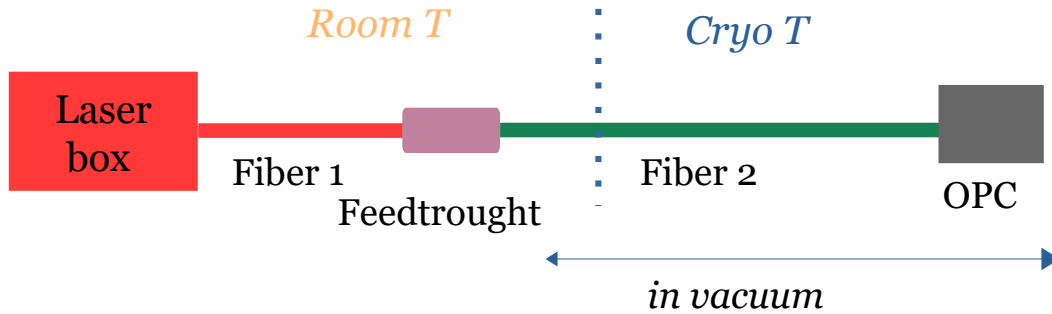 Room T
Cryo T
Laser
box
Fiber 1
Fiber 2
Feedtrought
OPC
in vacuum